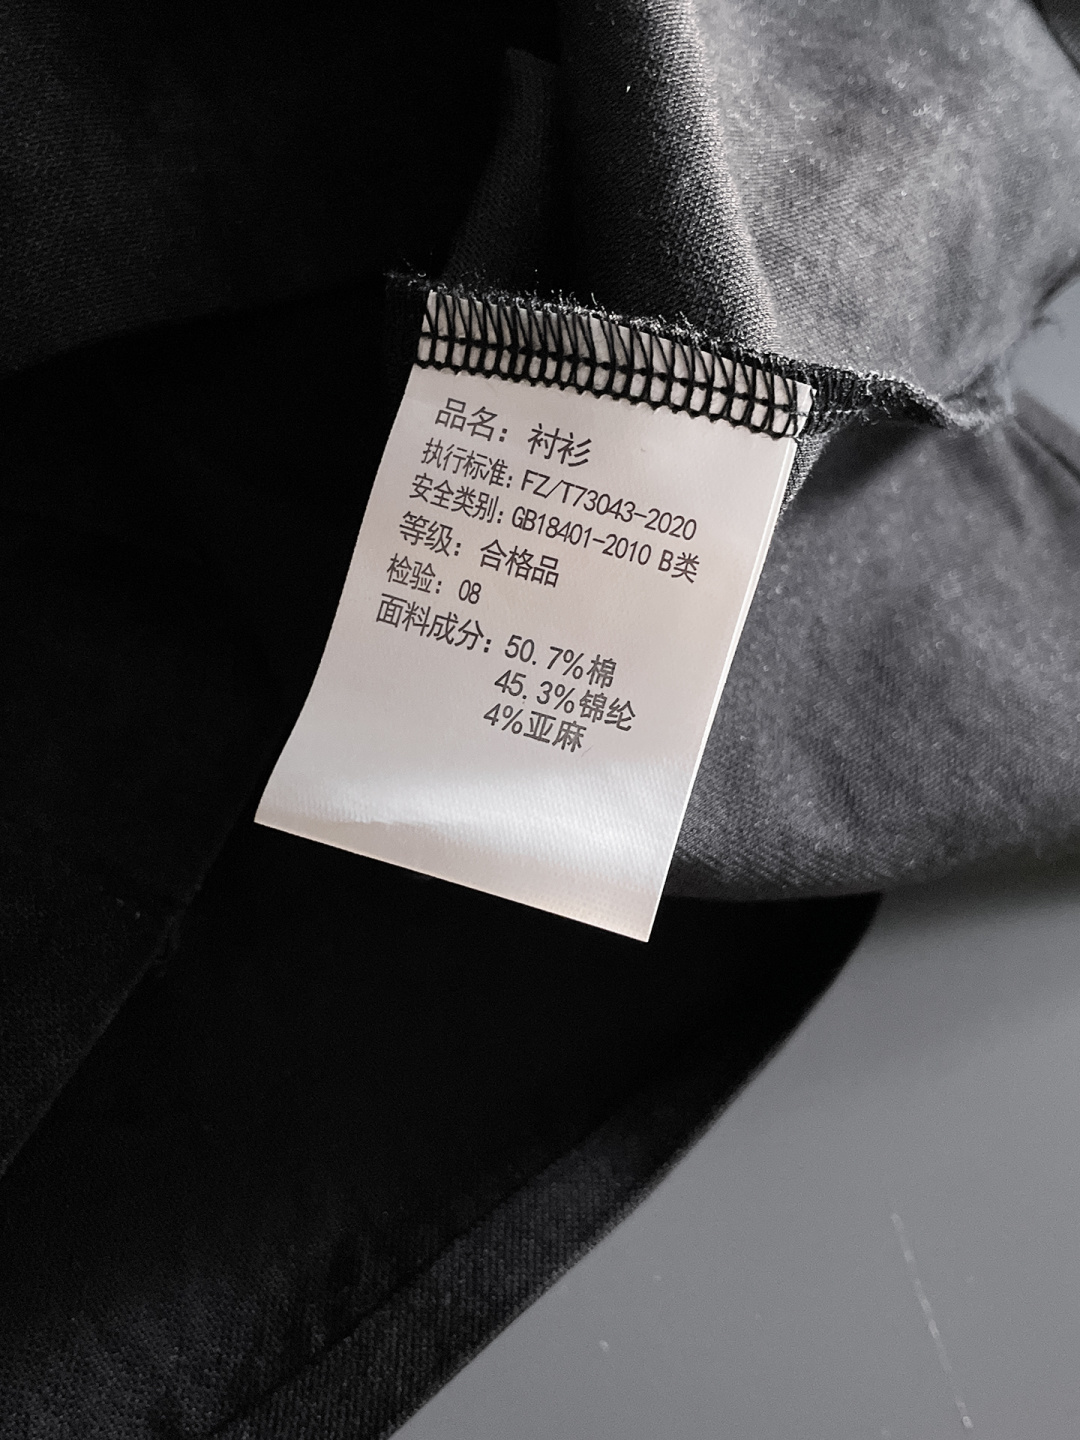 品名：衬衫
执行标准：FZ/T73043-2020
安全类别：GB18401-2010 B类
等级：合格品
检验：08
面料成分：50.7%棉
45.3%锦纶
4%亚麻